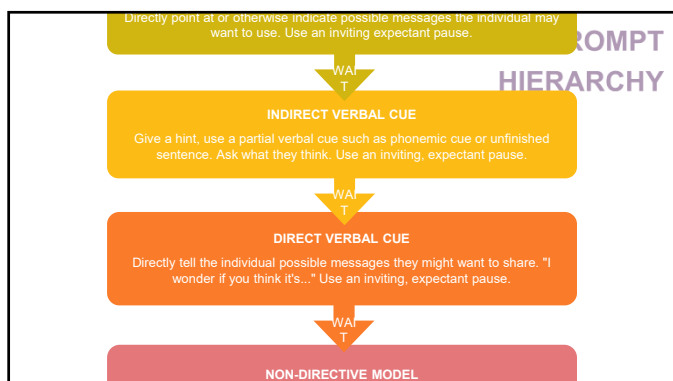 Directly point at or otherwise indicate possible messages the individual may
want to use. Use an inviting expectant pause.
ROMPT
HIERARCHY
WAI
T
INDIRECT VERBAL CUE
Give a hint, use a partial verbal cue such as phonemic cue or unfinished
sentence. Ask what they think. Use an inviting, expectant pause.
WAI
T
DIRECT VERBAL CUE
Directly tell the individual possible messages they might want to share. "I
wonder if you think it's..." Use an inviting, expectant pause.
WAI
T
NON-DIRECTIVE MODEL